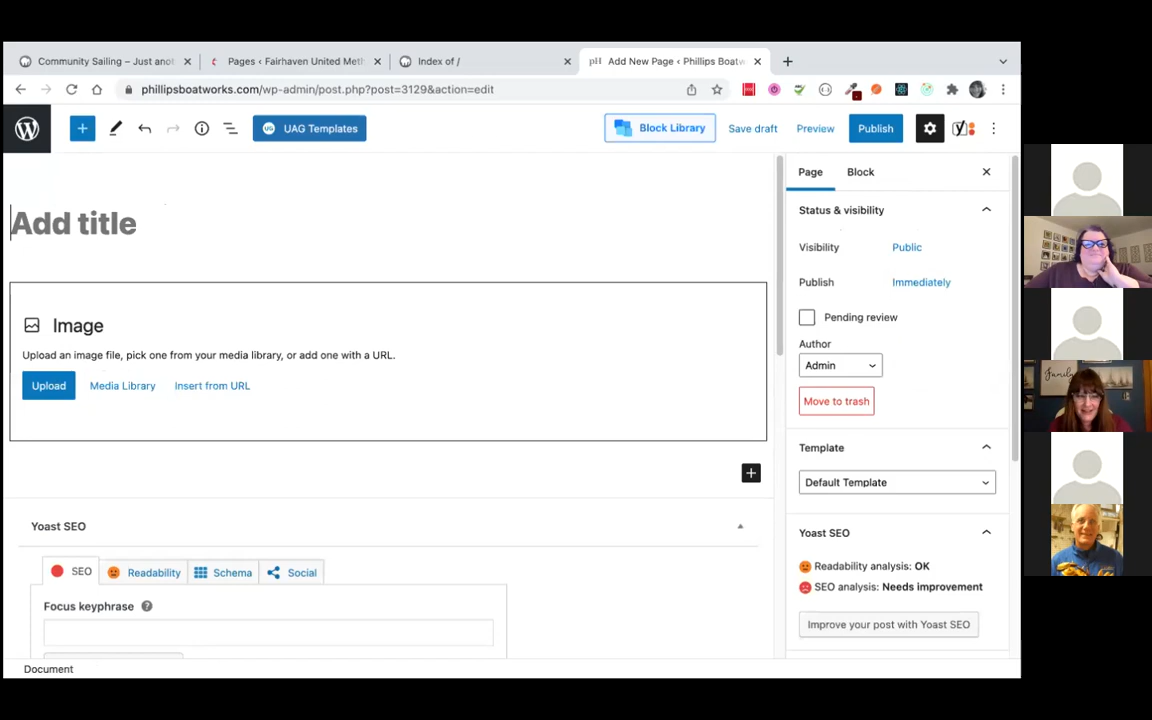 Community Sailing – Just anot
Pages ‹ Fairhaven United Meth
Index of /
pH Add New Page ‹ Phillips Boatw
phillipsboatworks.com/wp-admin/post.php?post=3129&action=edit
UG UAG Templates
Block Library
Save draft
Preview
Publish
Add title
Image
Upload an image file, pick one from your media library, or add one with a URL.
Upload
Media Library
Insert from URL
Yoast SEO
SEO
Readability
Schema
Social
Focus keyphrase
Document
Page
Block
Status & visibility
Visibility
Public
Publish
Immediately
Pending review
Author
Admin
Move to trash
Template
Default Template
Yoast SEO
Readability analysis: OK
SEO analysis: Needs improvement
Improve your post with Yoast SEO
Family